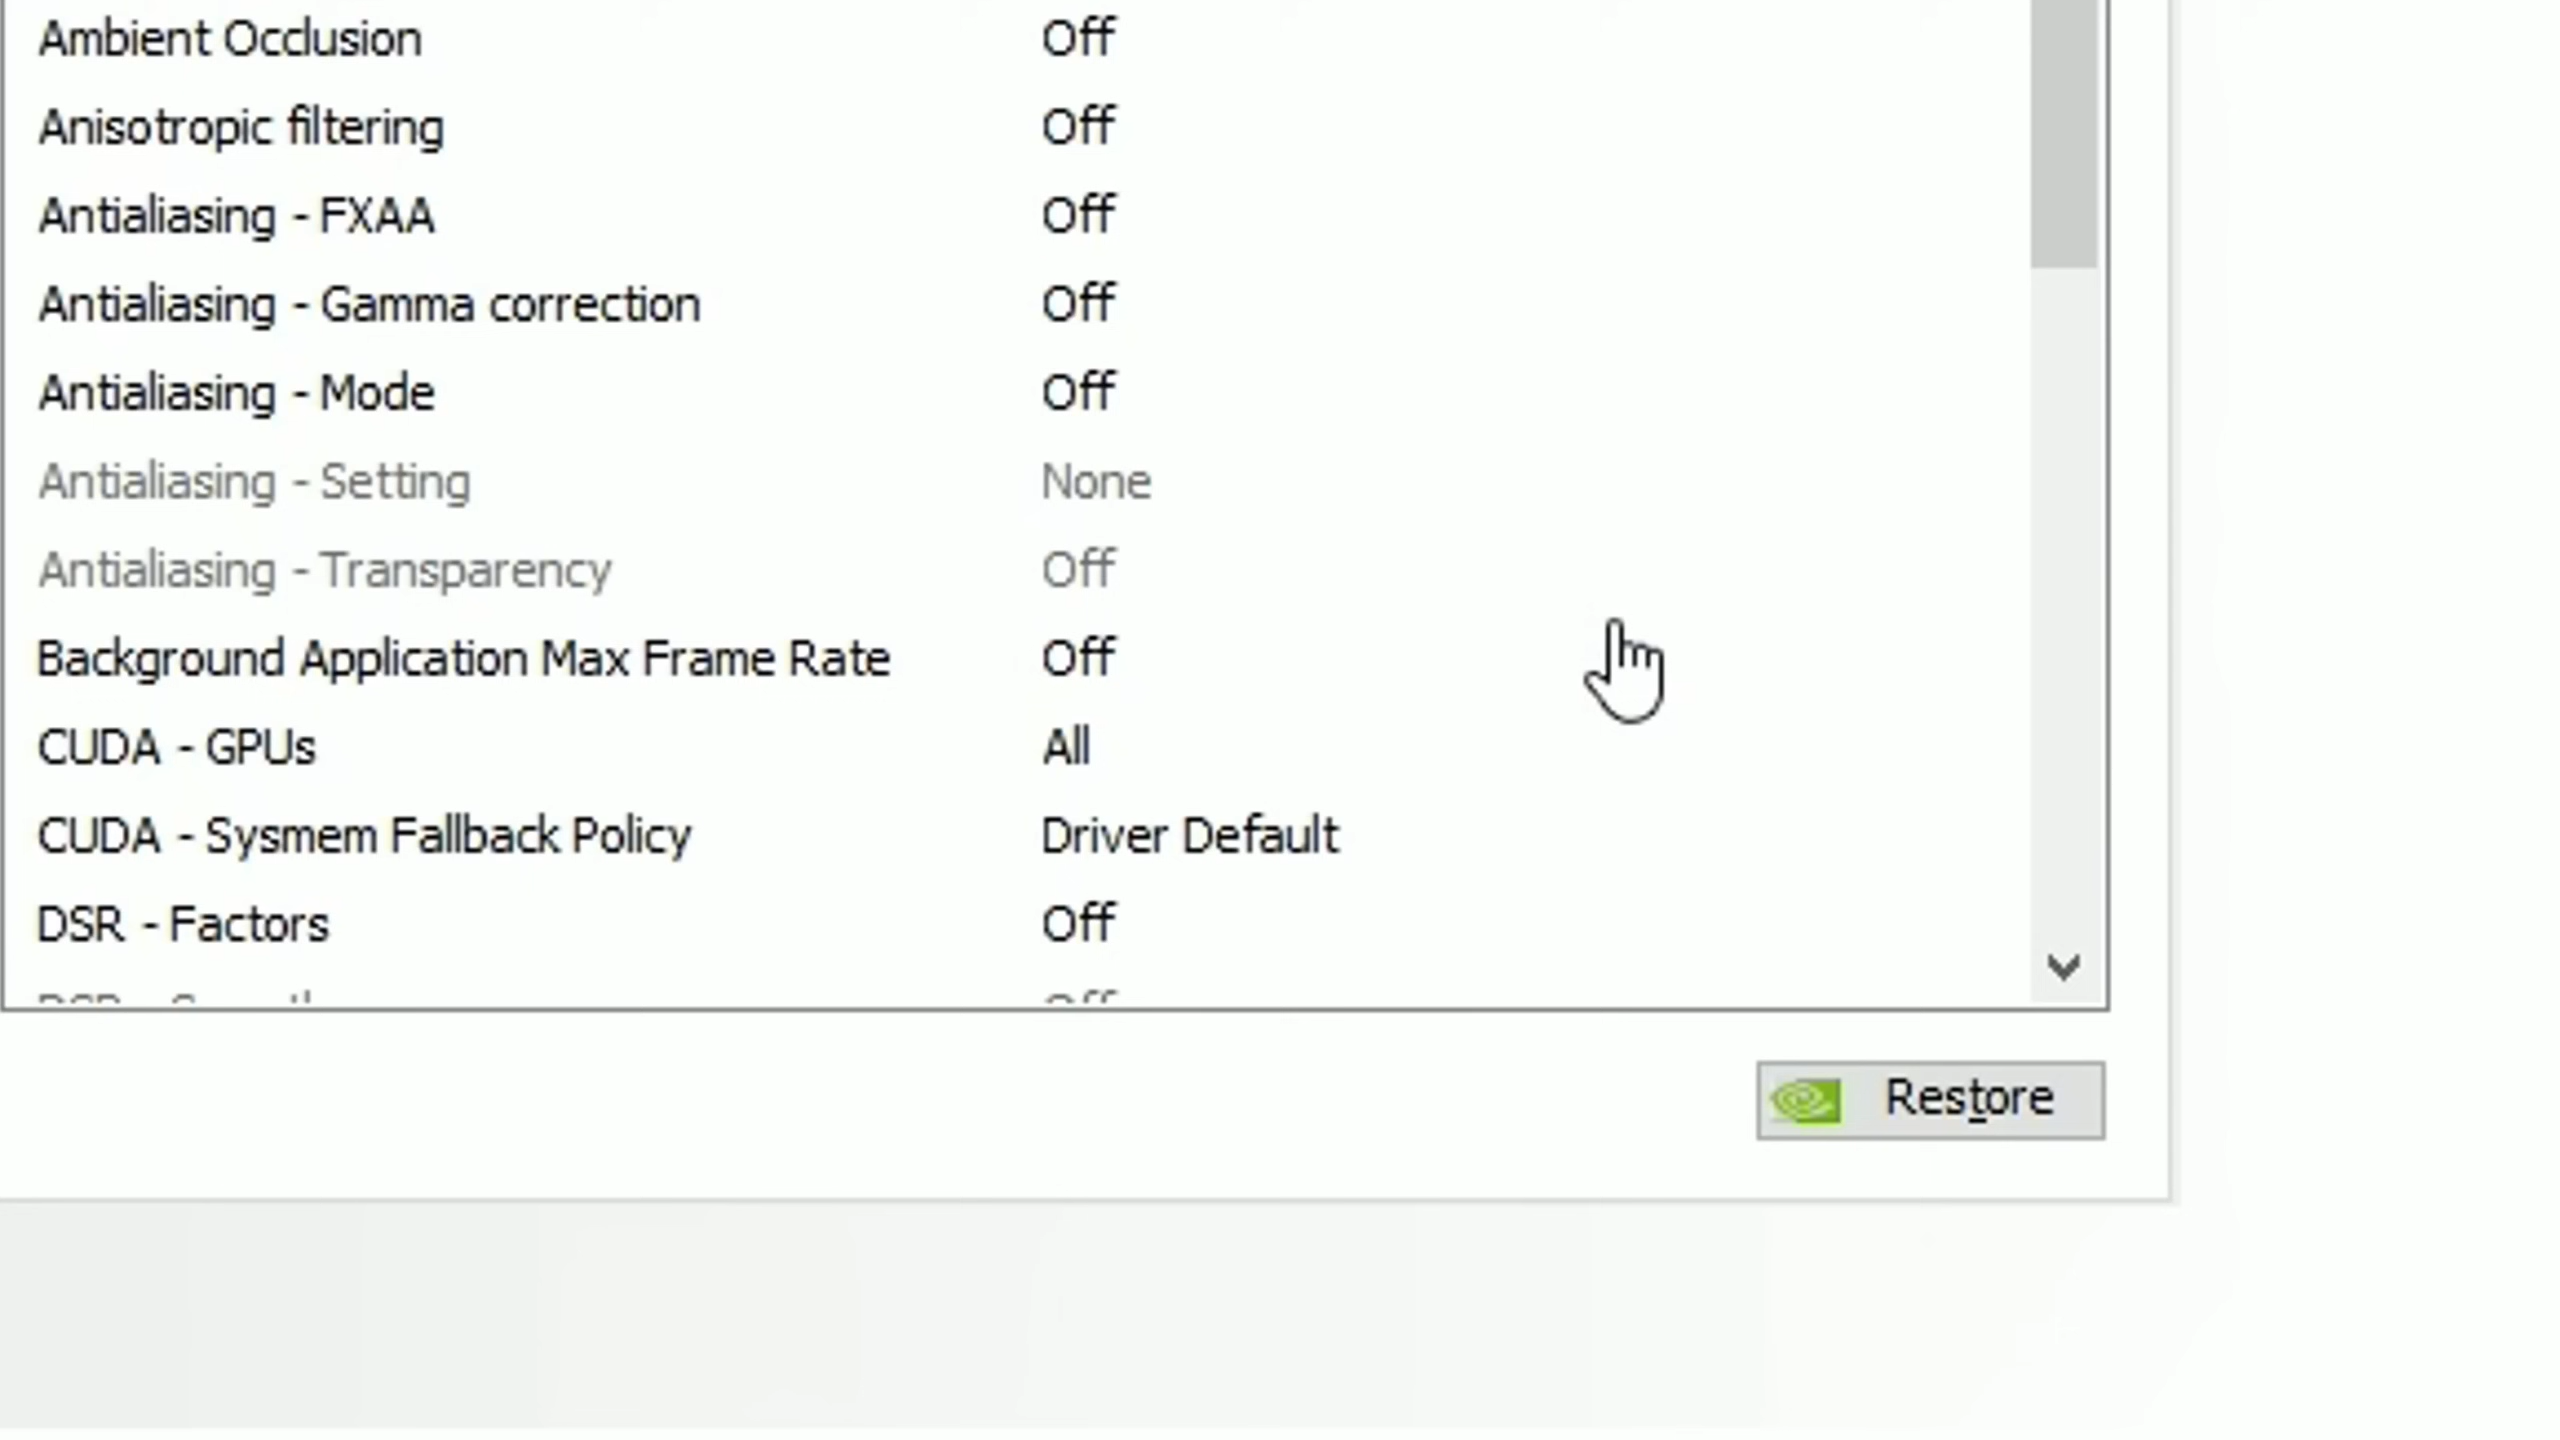 Ambient Occlusion Off
Anisotropic filtering Off
Antialiasing - FXAA Off
Antialiasing - Gamma correction Off
Antialiasing - Mode Off
Antialiasing - Setting None
Antialiasing - Transparency Off
Background Application Max Frame Rate Off
CUDA - GPUs All
CUDA - Sysmem Fallback Policy Driver Default
DSR - Factors Off
Restore